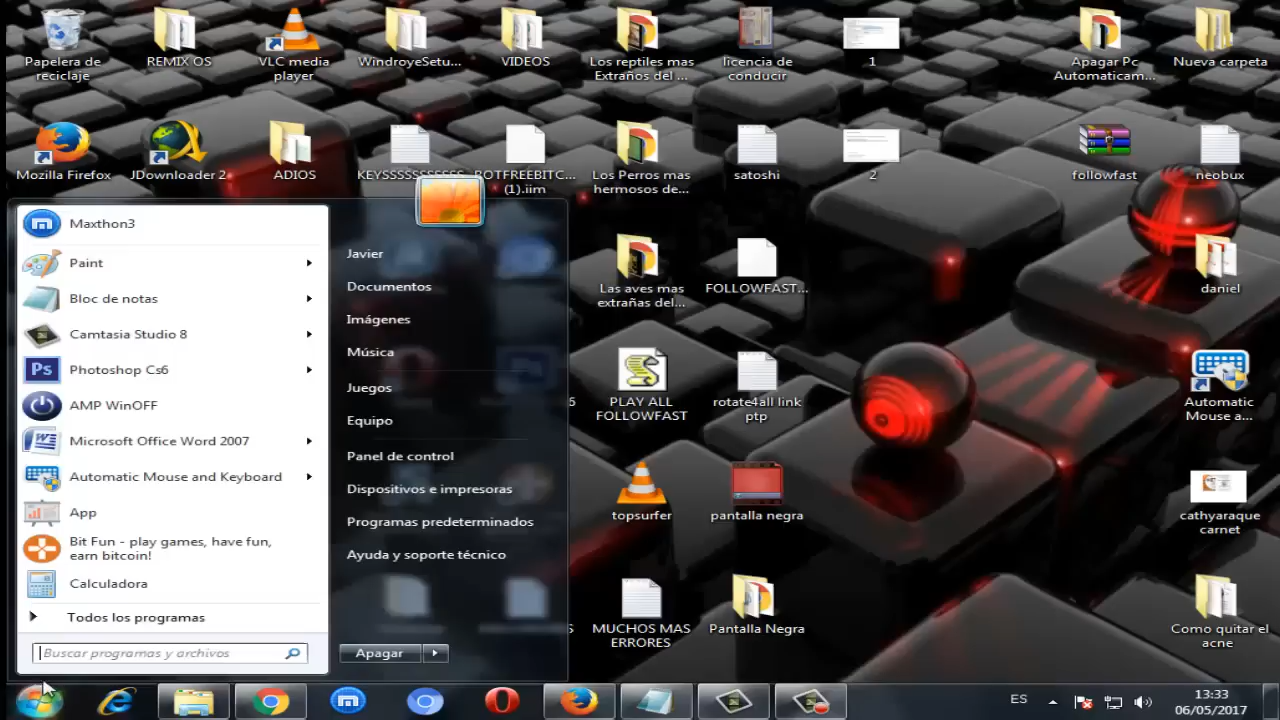 Papelera de
reciclaje
REMIX OS
VLC media
player
WindroyeSetu...
VIDEOS
Los reptiles mas
Extraños del ...
licencia de
conducir
1
Apagar Pc
Automaticam...
Nueva carpeta
Mozilla Firefox
JDownloader 2
ADIOS
KEYSSSSSSSSSS
ROTFREEBITC...
(1).iim
Los Perros mas
hermosos de...
satoshi
2
followfast
neobux
Las aves mas
extrañas del...
FOLLOWFAST...
daniel
PLAY ALL
FOLLOWFAST
rotate4all link
ptp
Automatic
Mouse a...
topsurfer
pantalla negra
cathyaraque
carnet
MUCHOS MAS
ERRORES
Pantalla Negra
Como quitar el
acne
Maxthon3
Paint
Bloc de notas
Camtasia Studio 8
Ps
Photoshop Cs6
AMP WinOFF
Microsoft Office Word 2007
Automatic Mouse and Keyboard
App
Bit Fun - play games, have fun,
earn bitcoin!
Calculadora
Todos los programas
Buscar programas y archivos
Javier
Documentos
Imágenes
Música
Juegos
Equipo
Panel de control
Dispositivos e impresoras
Programas predeterminados
Ayuda y soporte técnico
Apagar
ES
13:33
06/05/2017